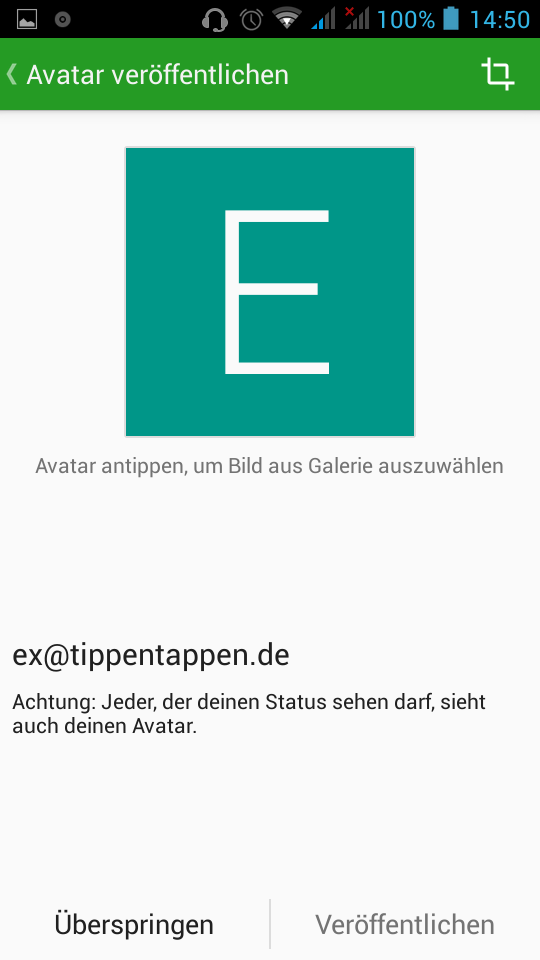 100% 14:50
Avatar veröffentlichen
E
Avatar antippen, um Bild aus Galerie auszuwählen
ex@tippentappen.de
Achtung: Jeder, der deinen Status sehen darf, sieht
auch deinen Avatar.
Überspringen Veröffentlichen